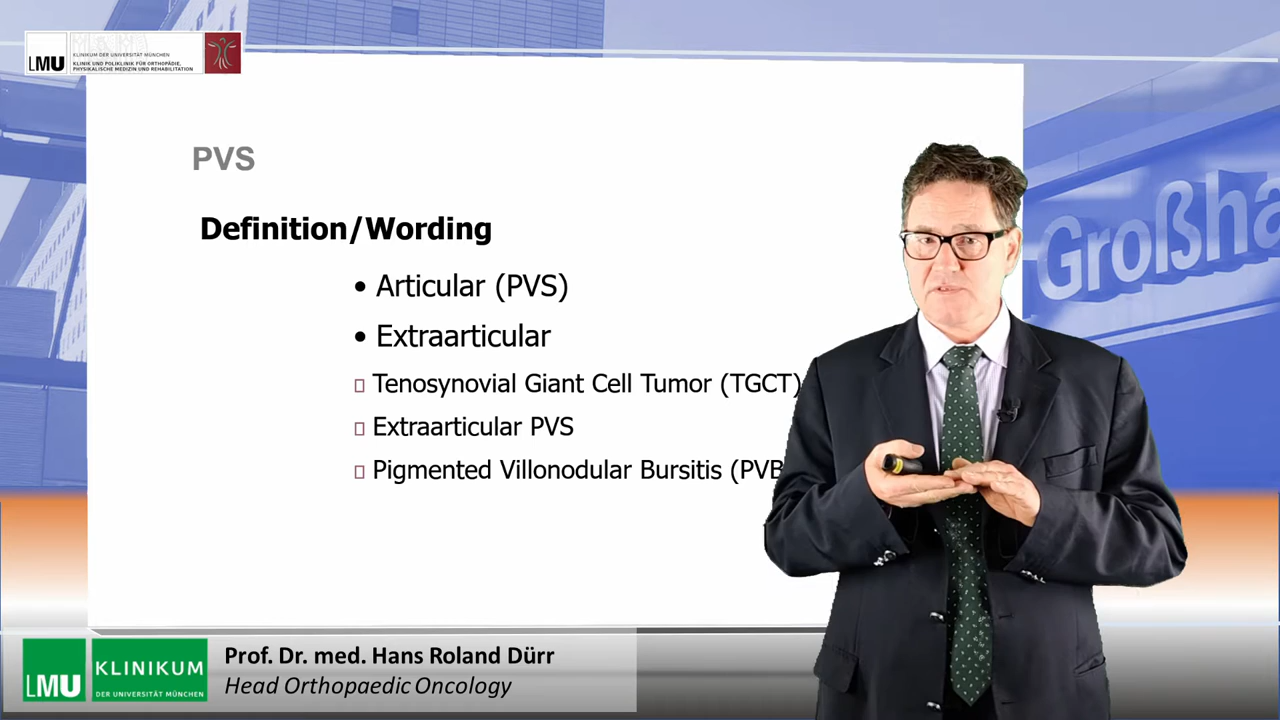 LMU
KLINIKUM DER UNIVERSITÄT MÜNCHEN
KLINIK UND POLIKLINIK FÜR ORTHOPÄDIE,
PHYSIKALISCHE MEDIZIN UND REHABILITATION
PVS
Definition/Wording
• Articular (PVS)
• Extraarticular
Tenosynovial Giant Cell Tumor (TGCT)
Extraarticular PVS
Pigmented Villonodular Bursitis (PVB
Großha
LMU
KLINIKUM
DER UNIVERSITÄT MÜNCHEN
Prof. Dr. med. Hans Roland Dürr
Head Orthopaedic Oncology